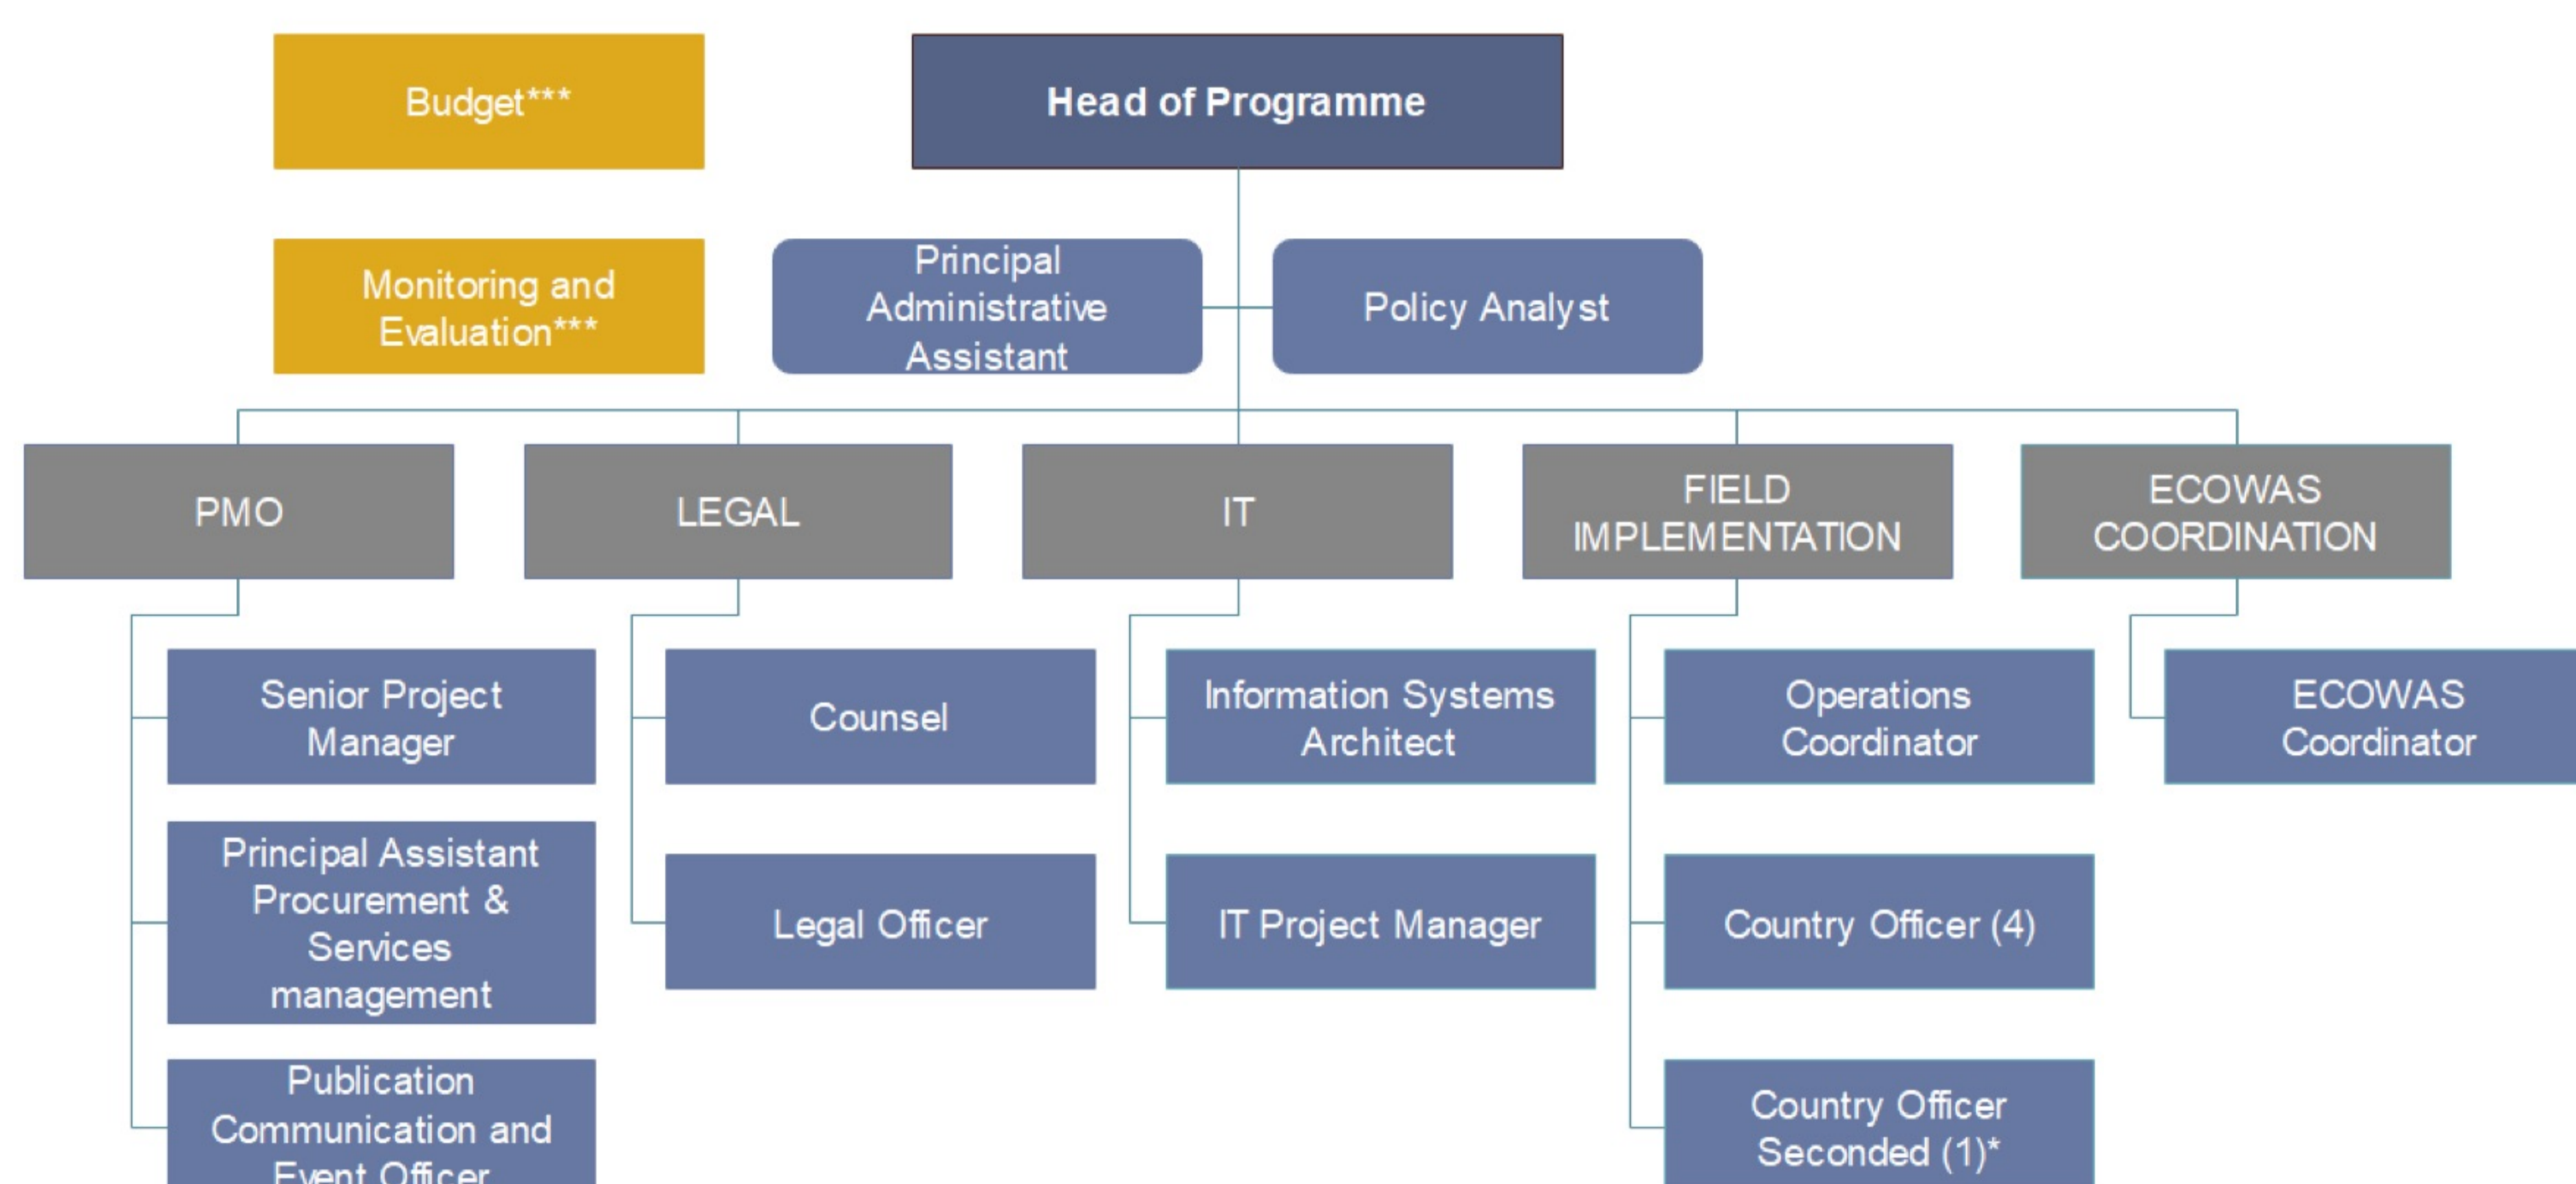 Budget***
Head of Programme
Monitoring and
Evaluation***
Principal
Administrative
Assistant
Policy Analyst
PMO
LEGAL
IT
FIELD
IMPLEMENTATION
ECOWAS
COORDINATION
Senior Project
Manager
Counsel
Information Systems
Architect
Operations
Coordinator
ECOWAS
Coordinator
Principal Assistant
Procurement &
Services
management
Legal Officer
IT Project Manager
Country Officer (4)
Publication
Communication and
Event Officer
Country Officer
Seconded (1)*